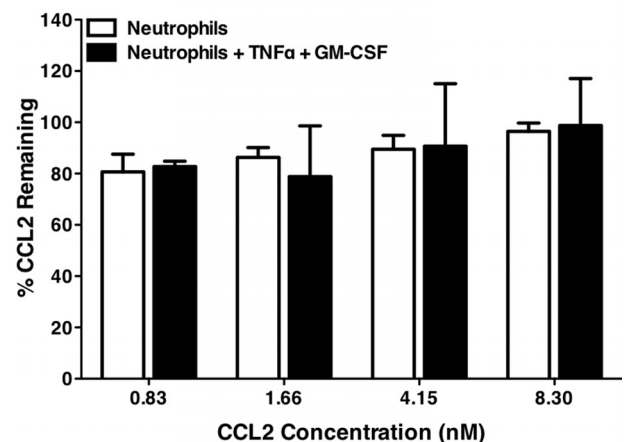 140
120
100
80
60
40
20
0
% CCL2 Remaining
Neutrophils
Neutrophils + TNFα + GM-CSF
0.83 1.66 4.15 8.30
CCL2 Concentration (nM)